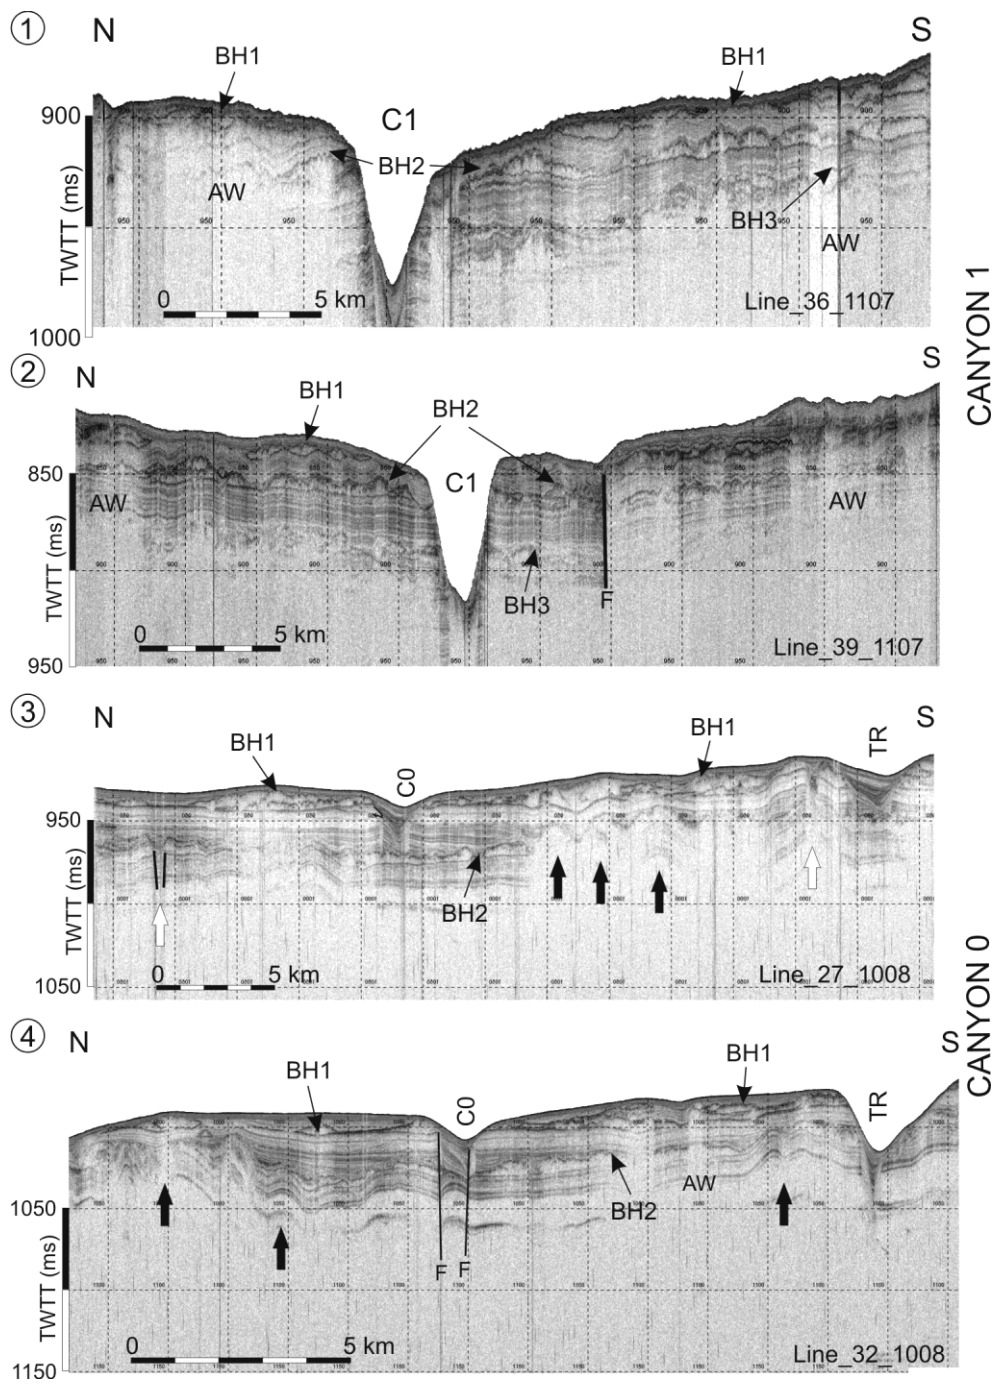 1 N S
BH1 BH1
900 C1
BH2
AW
BH3 AW
TWTT (ms)
0 5 km
Line_36_1107
1000
CANYON 1
2 N S
BH1 BH2
850 C1
AW AW
BH3 F
TWTT (ms)
0 5 km
Line_39_1107
950
3 N S
BH1 C0 BH1 TR
950
BH2
TWTT (ms)
0 5 km
Line_27_1008
1050
CANYON 0
4 N S
BH1 C0 BH1 TR
AW
BH2
1050
F F
TWTT (ms)
0 5 km
Line_32_1008
1150